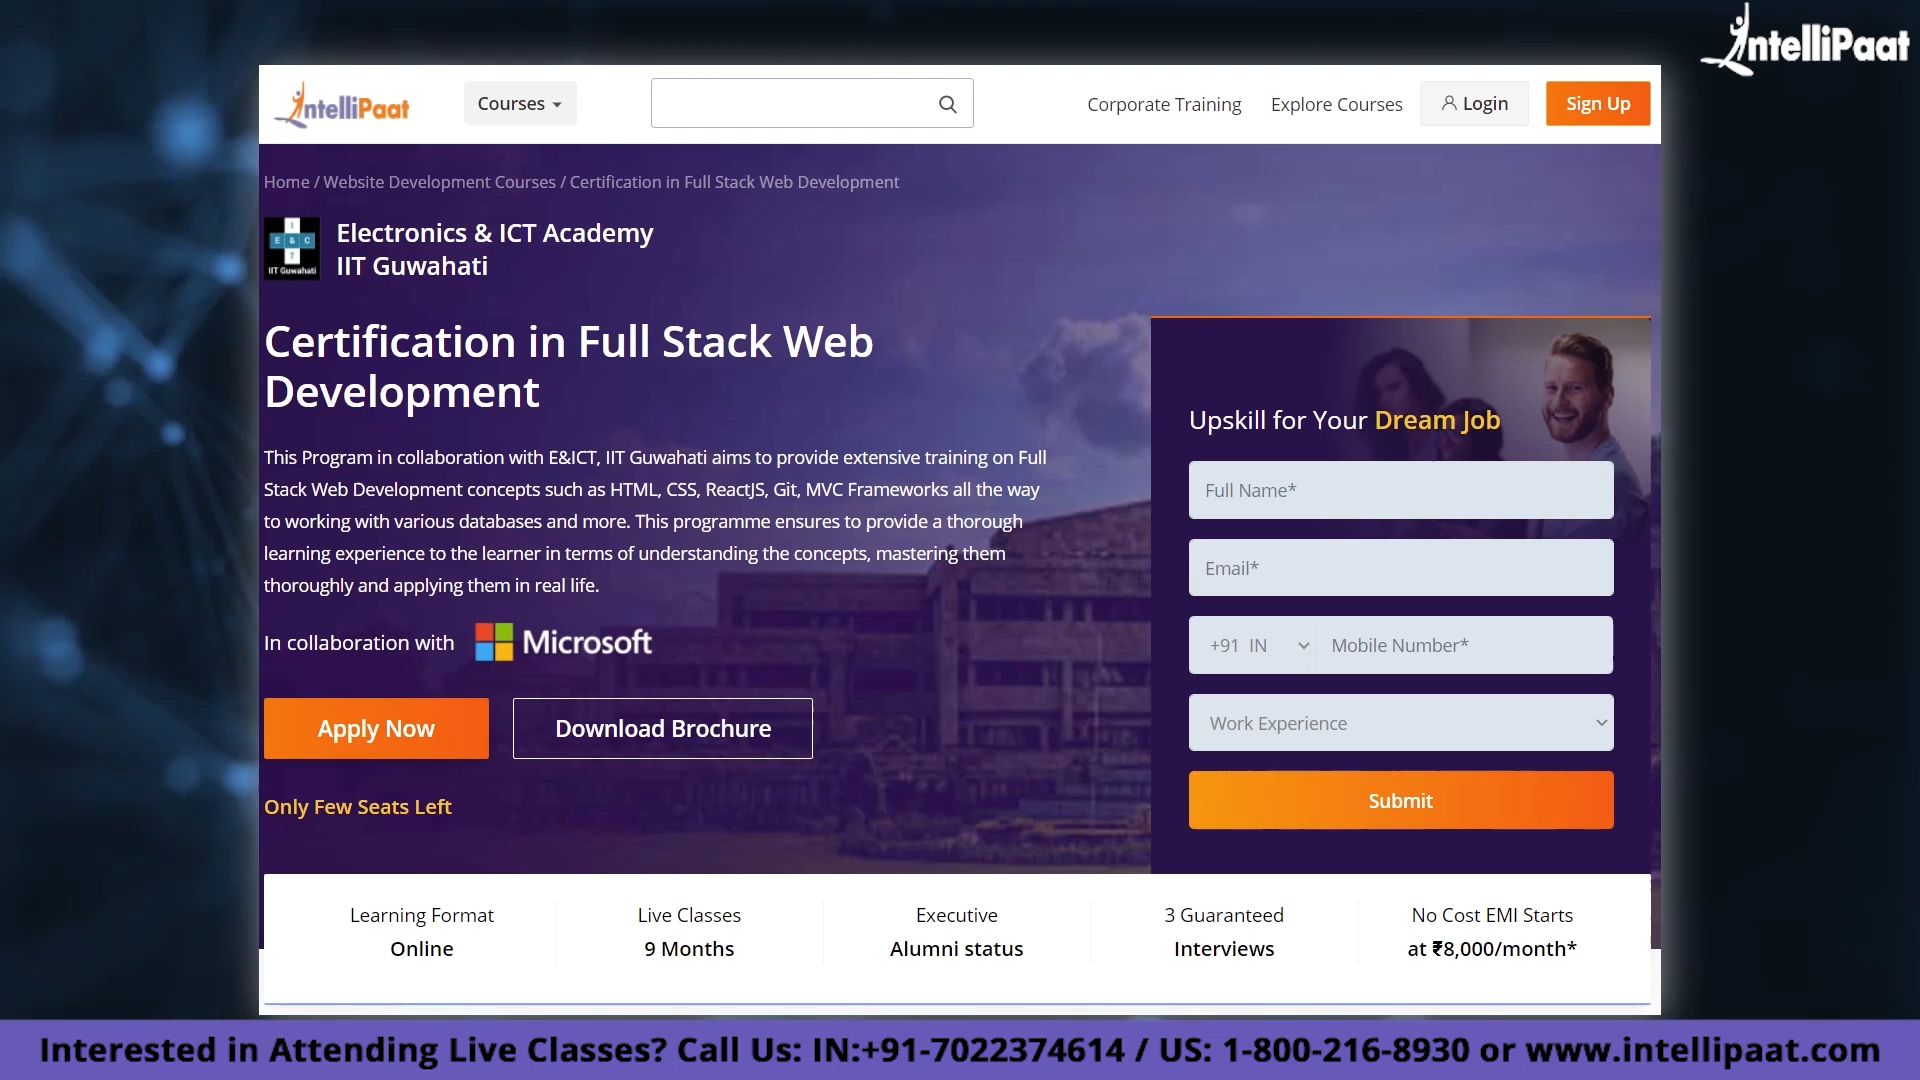 IntelliPaat
IntelliPaat
Courses
Corporate Training
Explore Courses
Login
Sign Up
Home / Website Development Courses / Certification in Full Stack Web Development
I
E & C
T
IIT Guwahati
Electronics & ICT Academy
IIT Guwahati
Certification in Full Stack Web
Development
This Program in collaboration with E&ICT, IIT Guwahati aims to provide extensive training on Full
Stack Web Development concepts such as HTML, CSS, ReactJS, Git, MVC Frameworks all the way
to working with various databases and more. This programme ensures to provide a thorough
learning experience to the learner in terms of understanding the concepts, mastering them
thoroughly and applying them in real life.
In collaboration with Microsoft
Apply Now
Download Brochure
Only Few Seats Left
Upskill for Your Dream Job
Full Name*
Email*
+91 IN Mobile Number*
Work Experience
Submit
Learning Format
Online
Live Classes
9 Months
Executive
Alumni status
3 Guaranteed
Interviews
No Cost EMI Starts
at ₹8,000/month*
Interested in Attending Live Classes? Call Us: IN:+91-7022374614 / US: 1-800-216-8930 or www.intellipaat.com